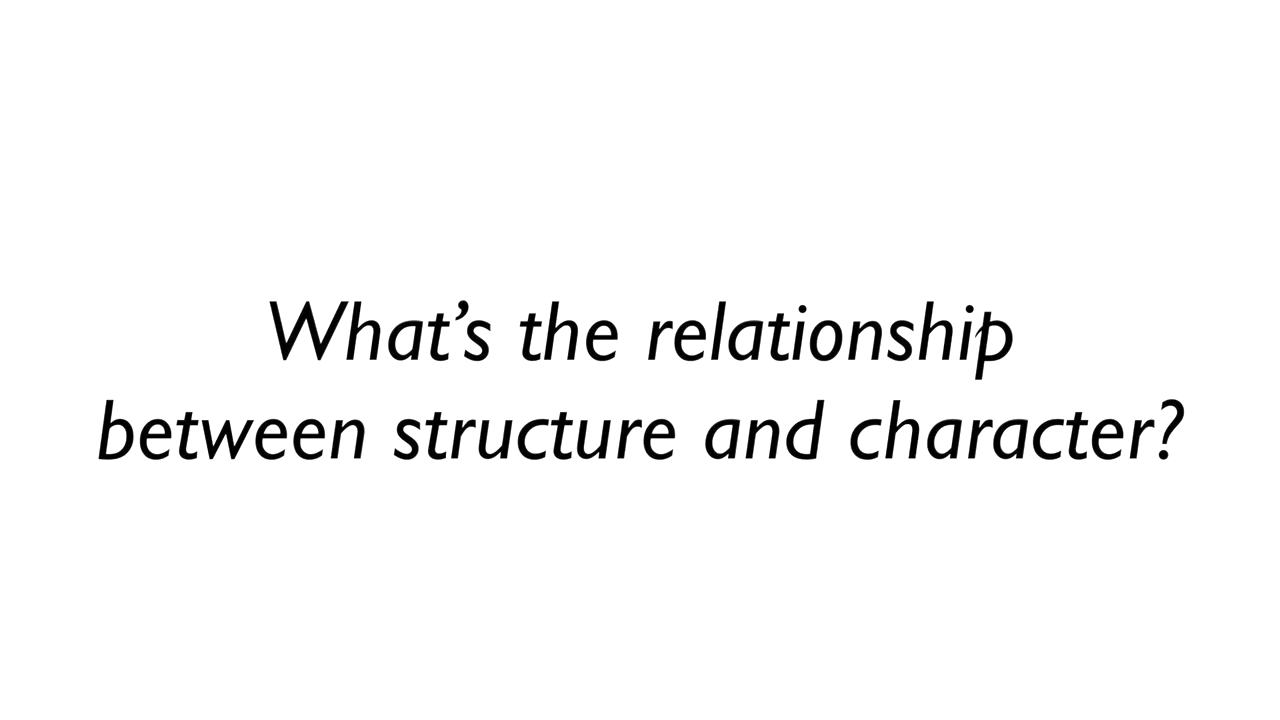 What’s the relationship
between structure and character?